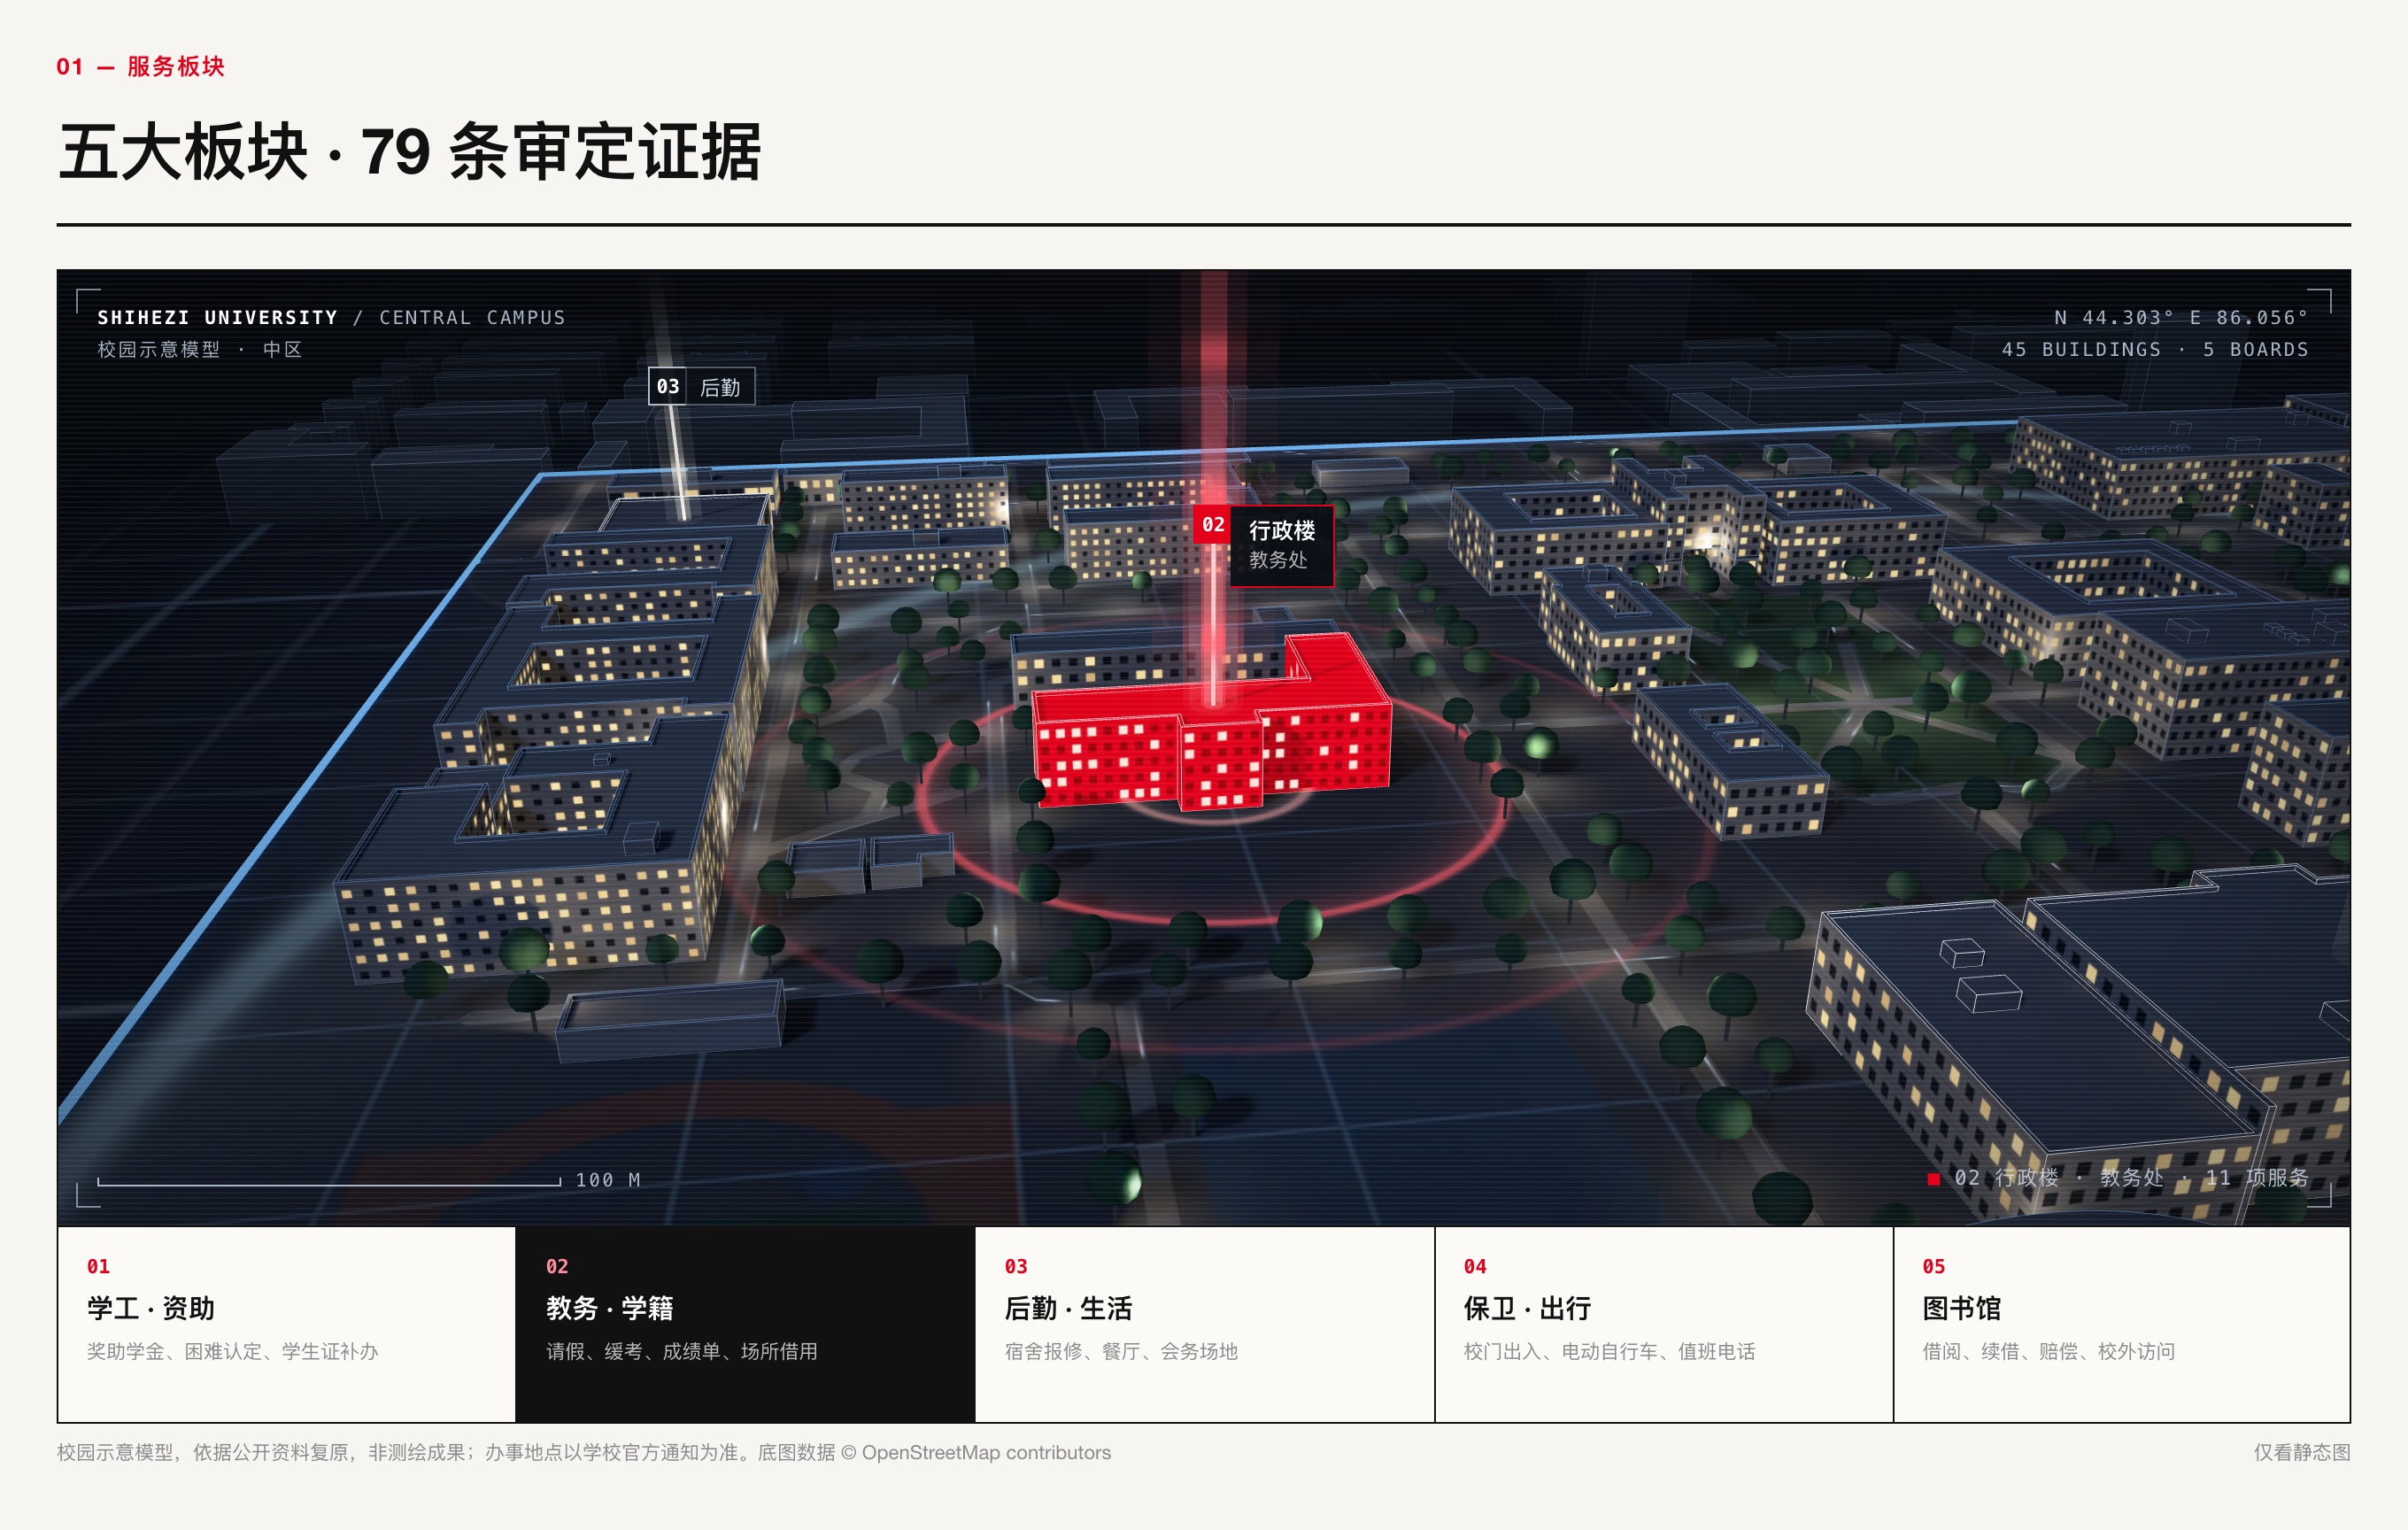 01 — 服务板块
五大板块 · 79 条审定证据
SHIHEZI UNIVERSITY / CENTRAL CAMPUS
校园示意模型 · 中区
N 44.303° E 86.056°
45 BUILDINGS · 5 BOARDS
03 后勤
02 行政楼
教务处
100 M
02 行政楼 · 教务处 · 11 项服务
01
学工 · 资助
奖助学金、困难认定、学生证补办
02
教务 · 学籍
请假、缓考、成绩单、场所借用
03
后勤 · 生活
宿舍报修、餐厅、会务场地
04
保卫 · 出行
校门出入、电动自行车、值班电话
05
图书馆
借阅、续借、赔偿、校外访问
校园示意模型，依据公开资料复原，非测绘成果；办事地点以学校官方通知为准。底图数据 © OpenStreetMap contributors
仅看静态图